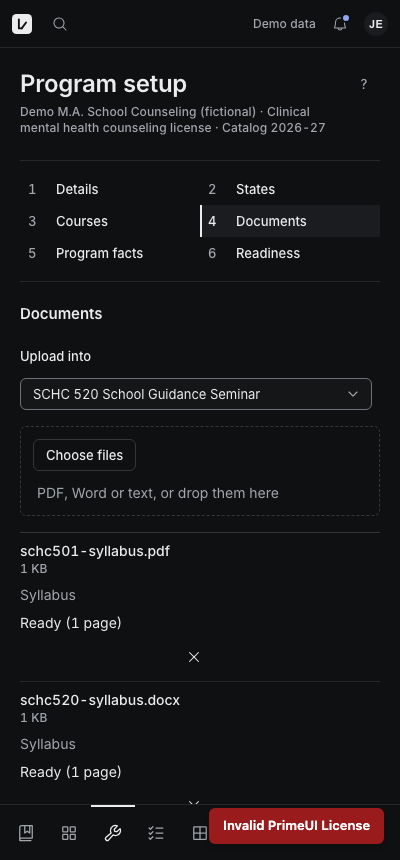 Demo data
JE
Program setup
?
Demo M.A. School Counseling (fictional) · Clinical
mental health counseling license · Catalog 2026-27
1 Details
2 States
3 Courses
4 Documents
5 Program facts
6 Readiness
Documents
Upload into
SCHC 520 School Guidance Seminar
Choose files
PDF, Word or text, or drop them here
schc501-syllabus.pdf
1 KB
Syllabus
Ready (1 page)
schc520-syllabus.docx
1 KB
Syllabus
Ready (1 page)
Invalid PrimeUI License